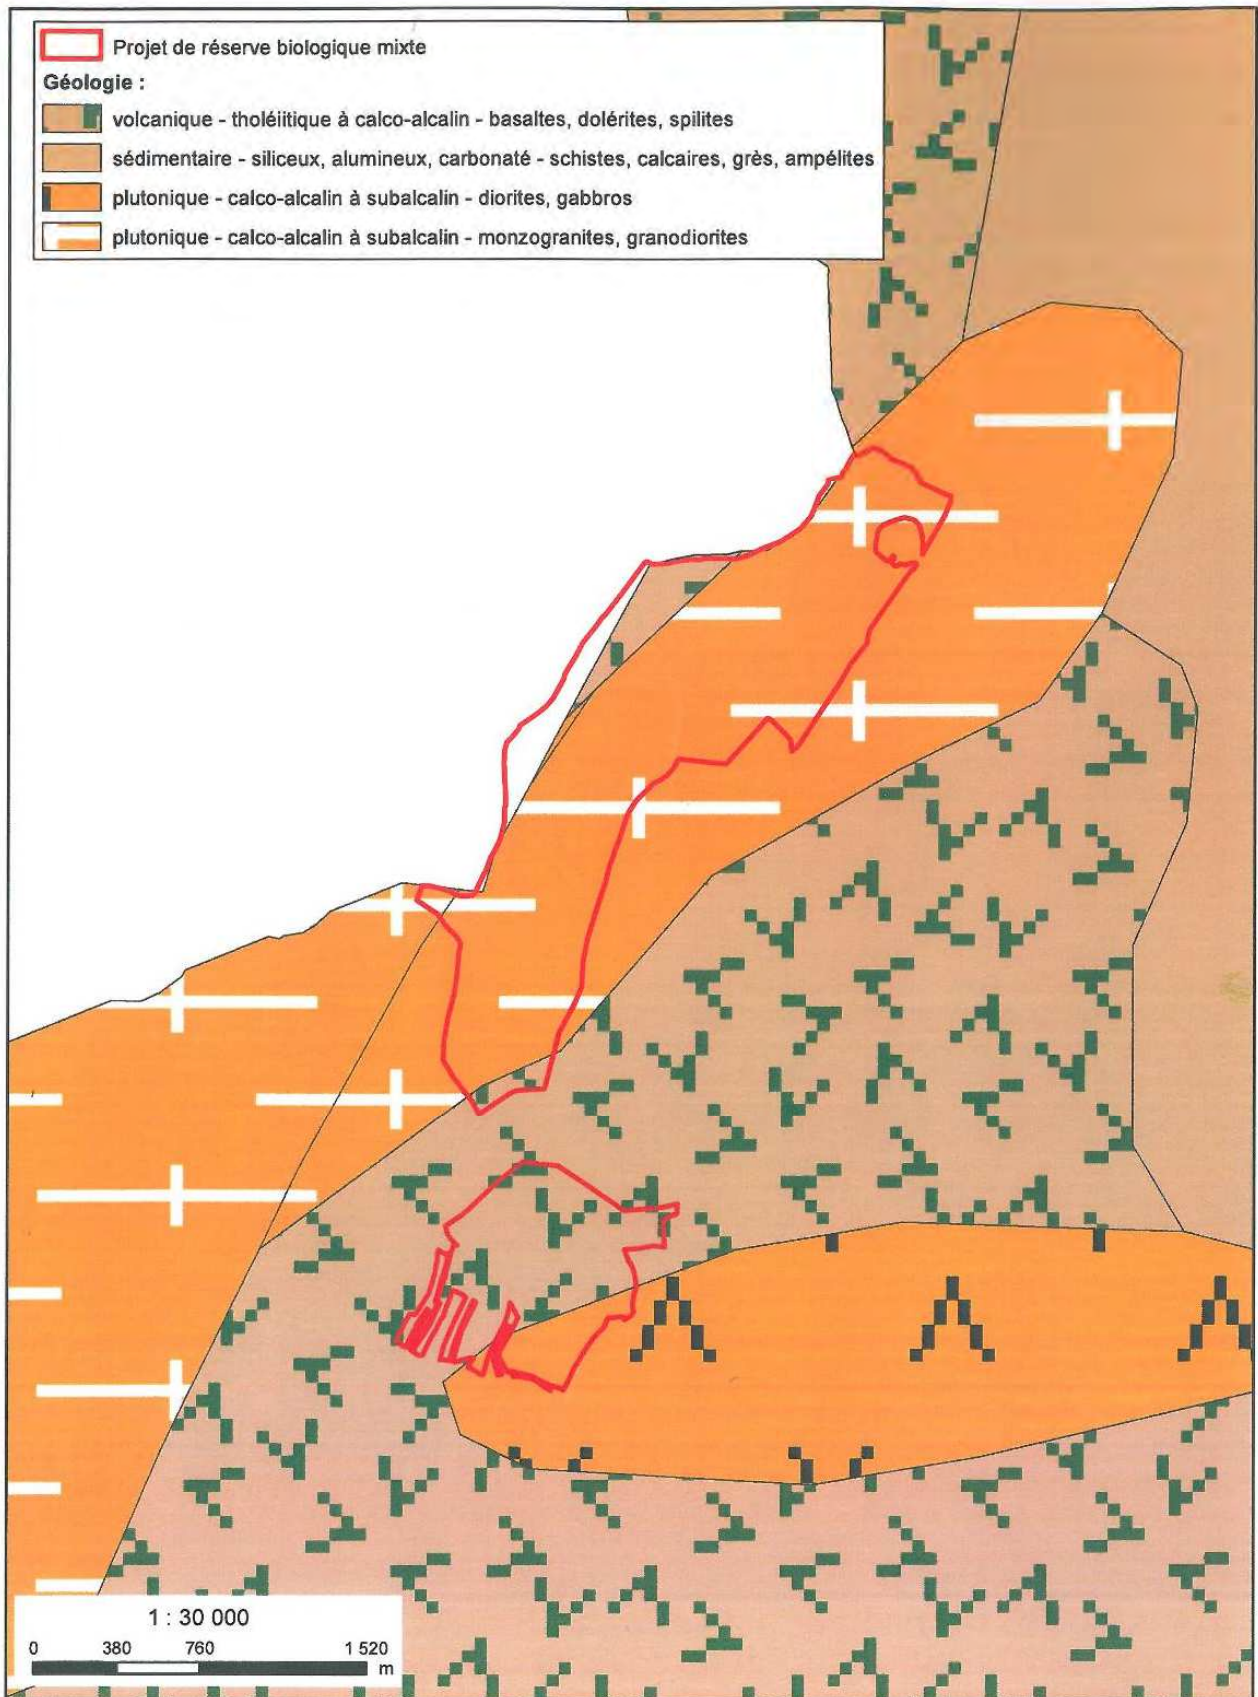 Projet de réserve biologique mixte
Géologie :
volcanique - tholéiitique à calco-alcalin - basaltes, dolérites, spilites
sédimentaire - siliceux, alumineux, carbonaté - schistes, calcaires, grès, ampélites
plutonique - calco-alcalin à subalcalin - diorites, gabbros
plutonique - calco-alcalin à subalcalin - monzogranites, granodiorites
1 : 30 000
0 380 760 1 520
m